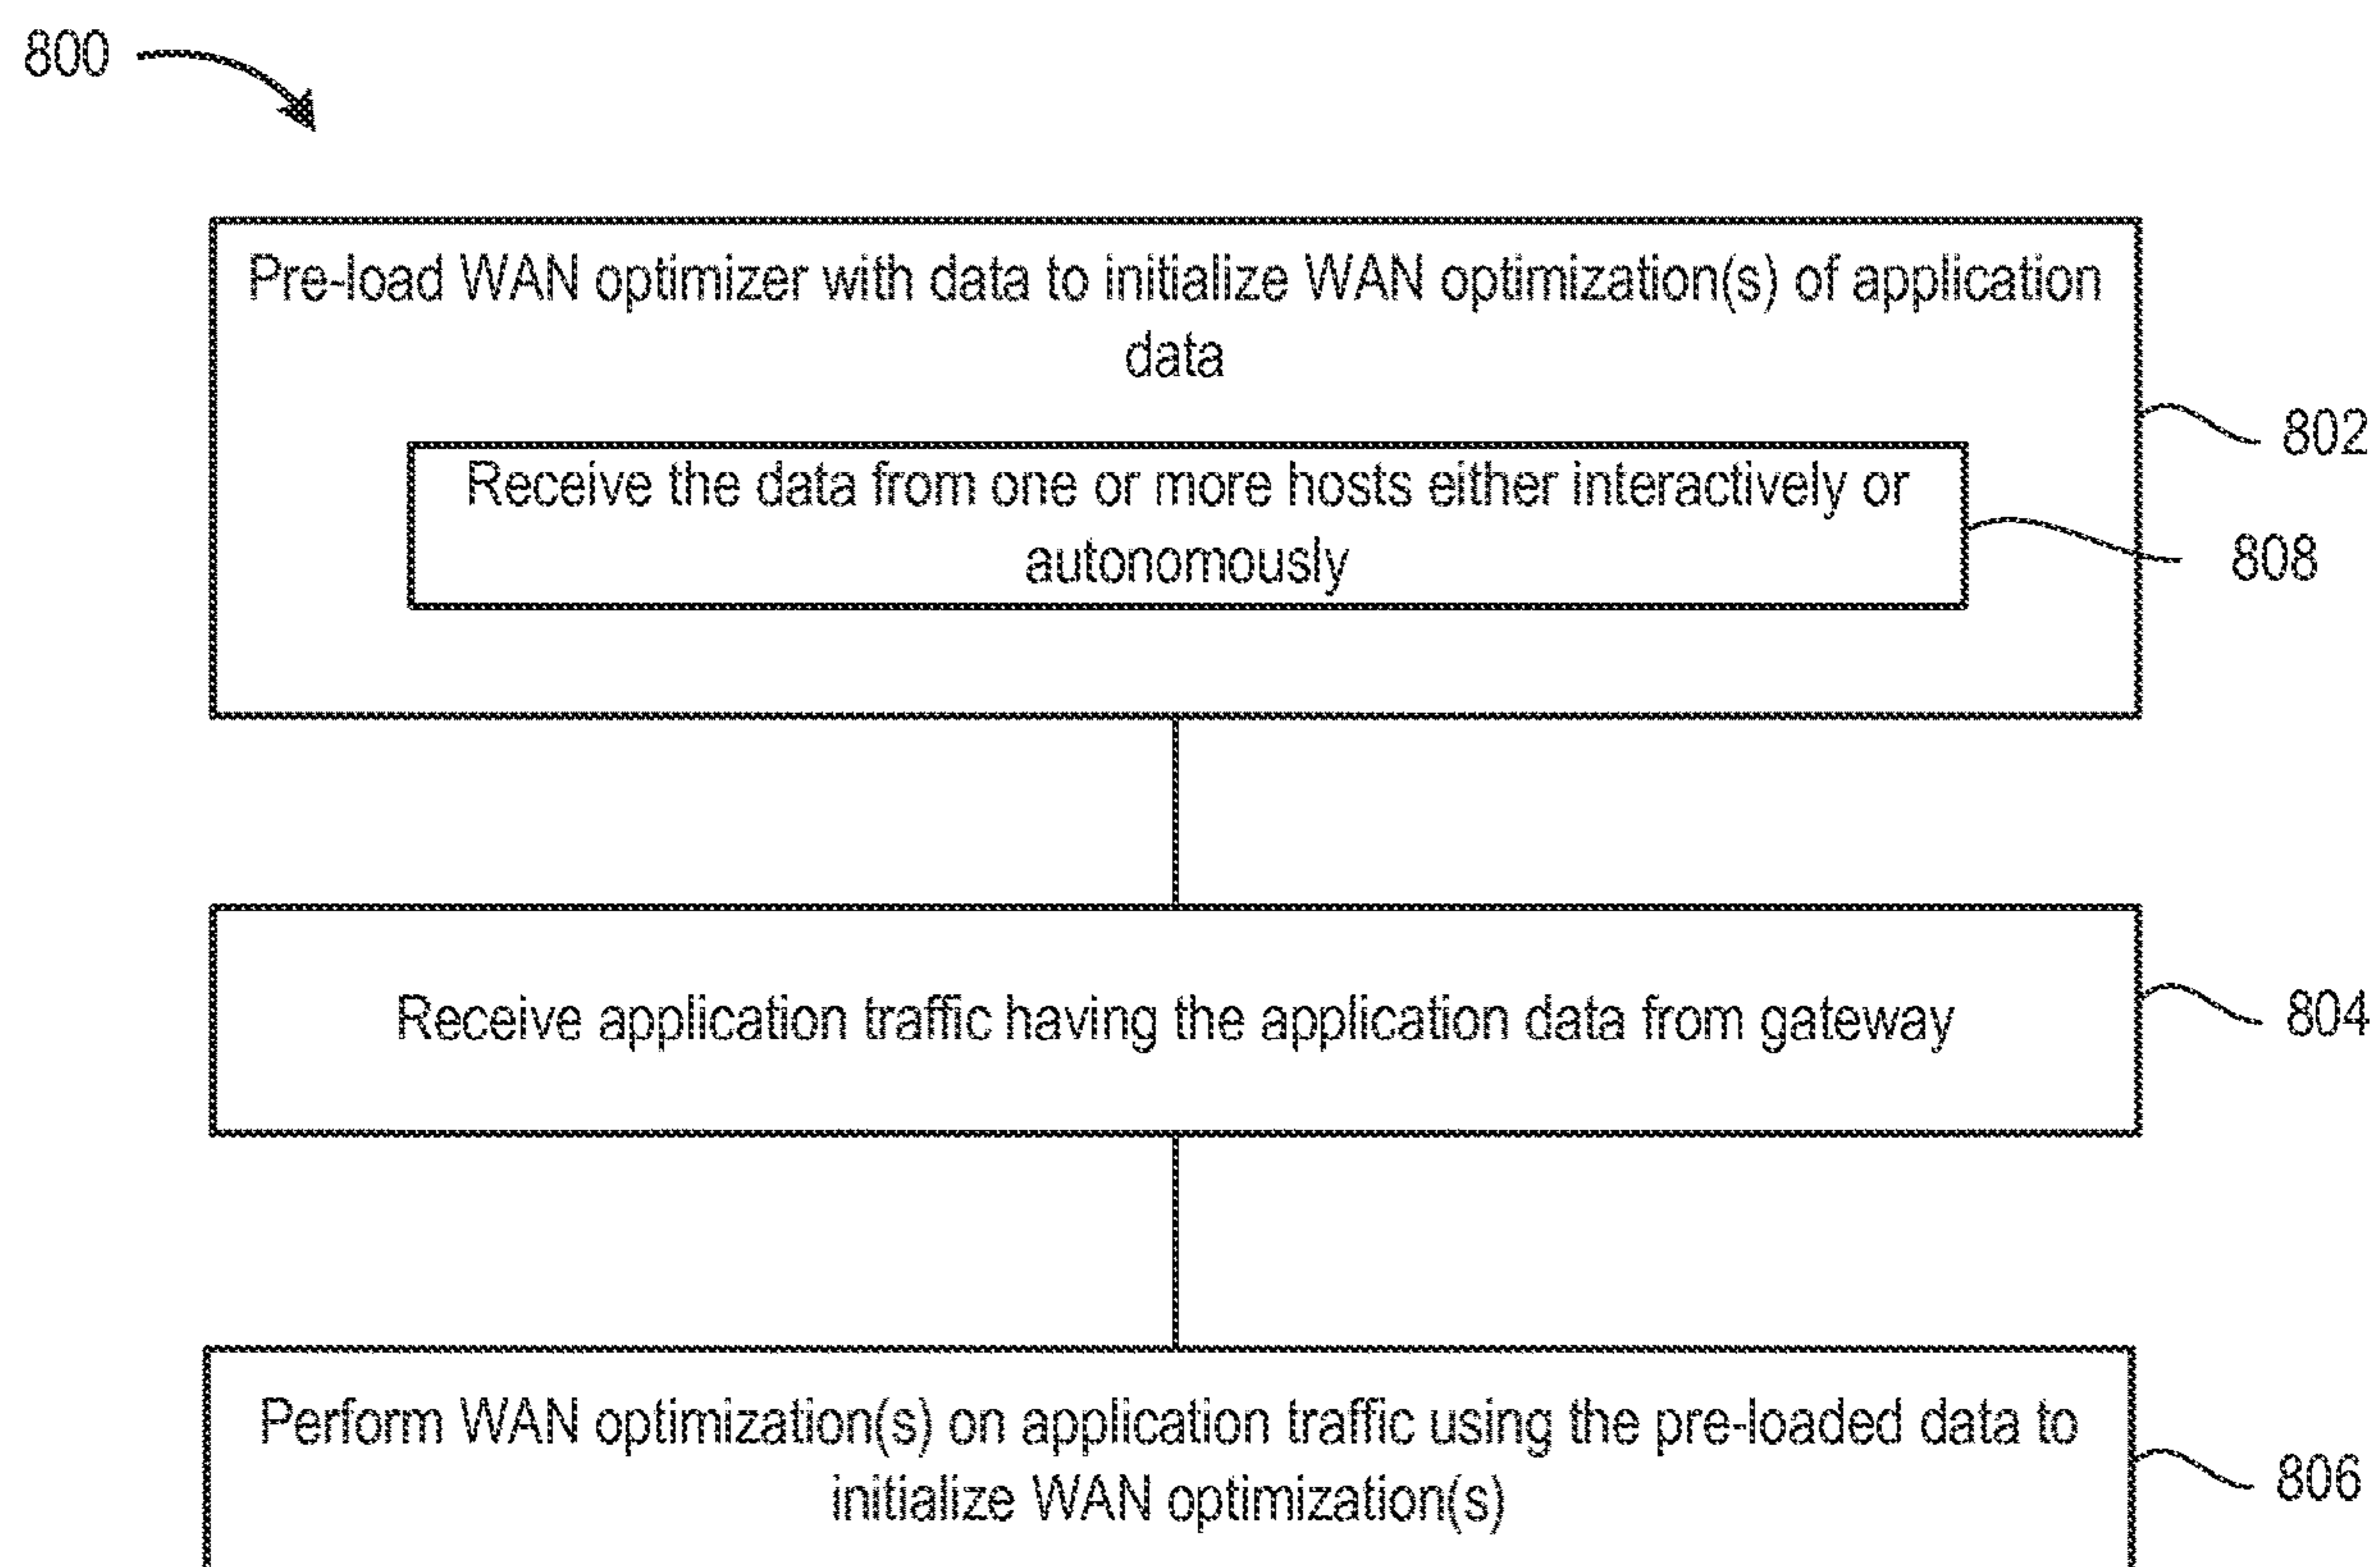 800
Pre-load WAN optimizer with data to initialize WAN optimization(s) of application
data
802
Receive the data from one or more hosts either interactively or
autonomously
808
Receive application traffic having the application data from gateway
804
Perform WAN optimization(s) on application traffic using the pre-loaded data to
initialize WAN optimization(s)
806